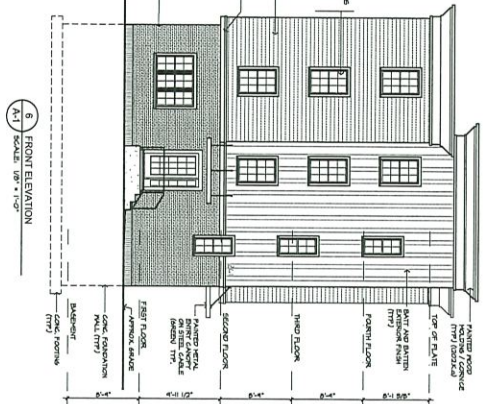 PAINTED WOOD
MOLDING / CORNICE
(TYP.)
TOP OF PLATE
BATT AND BATTEN
EXTERIOR FINISH
(TYP.)
8'-1 5/8"
FOURTH FLOOR
8'-4"
THIRD FLOOR
8'-4"
SECOND FLOOR
PAINTED METAL
ENTRY CANOPY
ON STEEL CABLE
(GREEN) TYP.
9'-11 1/2"
FIRST FLOOR
APPROX. GRADE
CONC. FOUNDATION
WALL (TYP.)
8'-4"
BASEMENT
CONC. FOOTING
(TYP.)
6
A-1
FRONT ELEVATION
SCALE: 1/8" = 1'-0"